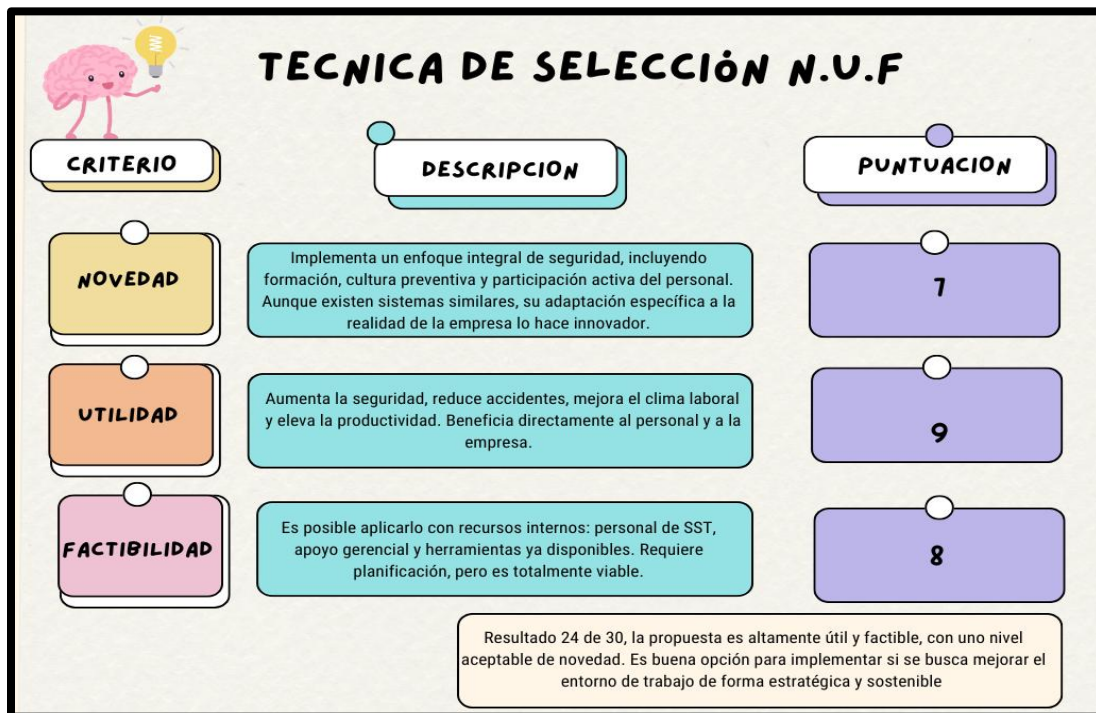 TECNICA DE SELECCIóN N.U.F
CRITERIO
DESCRIPCION
PUNTUACION
NOVEDAD
Implementa un enfoque integral de seguridad, incluyendo
formación, cultura preventiva y participación activa del personal.
Aunque existen sistemas similares, su adaptación específica a la
realidad de la empresa lo hace innovador.
7
UTILIDAD
Aumenta la seguridad, reduce accidentes, mejora el clima laboral
y eleva la productividad. Beneficia directamente al personal y a la
empresa.
9
FACTIBILIDAD
Es posible aplicarlo con recursos internos: personal de SST,
apoyo gerencial y herramientas ya disponibles. Requiere
planificación, pero es totalmente viable.
8
Resultado 24 de 30, la propuesta es altamente útil y factible, con uno nivel
aceptable de novedad. Es buena opción para implementar si se busca mejorar el
entorno de trabajo de forma estratégica y sostenible